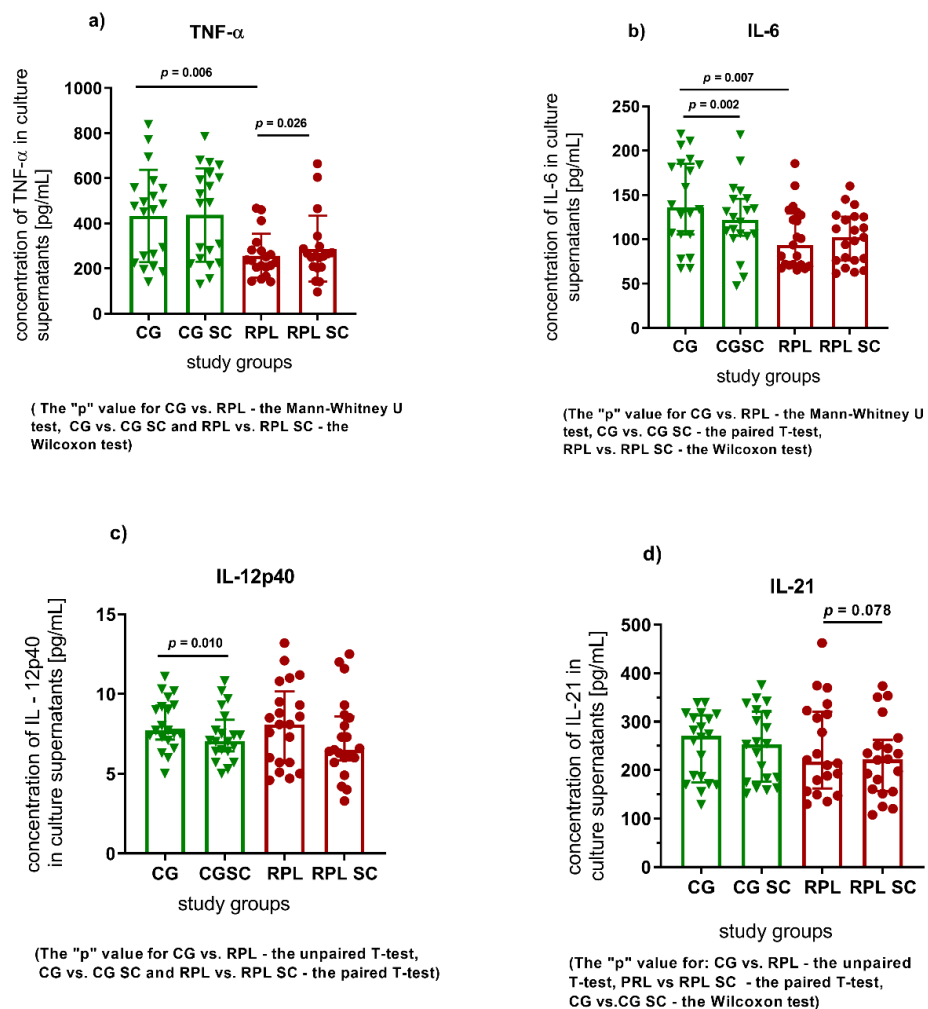 a)
TNF-α
p = 0.006
p = 0.026
concentration of TNF-α in culture
supernatants [pg/mL]
1000
800
600
400
200
0
CG CG SC RPL RPL SC
study groups
( The "p" value for CG vs. RPL - the Mann-Whitney U
test, CG vs. CG SC and RPL vs. RPL SC - the
Wilcoxon test)
b)
IL-6
p = 0.007
p = 0.002
concentration of IL-6 in culture
supernatants [pg/mL]
250
200
150
100
50
0
CG CGSC RPL RPL SC
study groups
(The "p" value for CG vs. RPL - the Mann-Whitney U
test, CG vs. CG SC - the paired T-test,
RPL vs. RPL SC - the Wilcoxon test)
c)
IL-12p40
p = 0.010
concentration of IL - 12p40
in culture supernatants [pg/mL]
15
10
5
0
CG CGSC RPL RPL SC
study groups
(The "p" value for CG vs. RPL - the unpaired T-test,
CG vs. CG SC and RPL vs. RPL SC - the paired T-test)
d)
IL-21
p = 0.078
concentration of IL-21 in
culture supernatants [pg/mL]
500
400
300
200
100
0
CG CG SC RPL RPL SC
study groups
(The "p" value for: CG vs. RPL - the unpaired
T-test, PRL vs RPL SC - the paired T-test,
CG vs.CG SC - the Wilcoxon test)